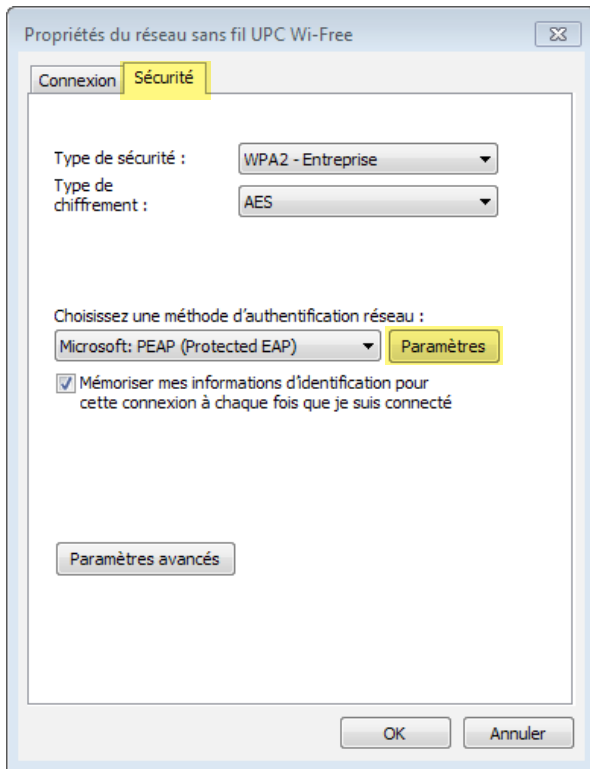 Propriétés du réseau sans fil UPC Wi-Free
Connexion
Sécurité
Type de sécurité :
WPA2 - Entreprise
Type de
chiffrement :
AES
Choisissez une méthode d'authentification réseau :
Microsoft: PEAP (Protected EAP)
Paramètres
Mémoriser mes informations d'identification pour
cette connexion à chaque fois que je suis connecté
Paramètres avancés
OK
Annuler